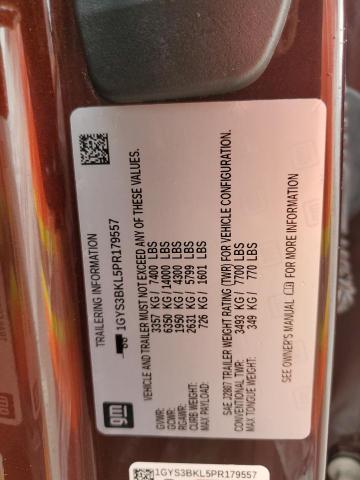 TRAILERING INFORMATION
1GYS3BKL5PR179557
VEHICLE AND TRAILER MUST NOT EXCEED ANY OF THESE VALUES.
GVWR: 3357 KG / 7400 LBS
GCWR: 6350 KG / 14000 LBS
RGAWR: 1950 KG / 4300 LBS
CURB WEIGHT: 2631 KG / 5799 LBS
MAX PAYLOAD: 726 KG / 1601 LBS
SAE J2807 TRAILER WEIGHT RATING (TWR) FOR VEHICLE CONFIGURATION.
CONVENTIONAL TWR: 3493 KG / 7700 LBS
MAX TONGUE WEIGHT: 349 KG / 770 LBS
SEE OWNER'S MANUAL FOR MORE INFORMATION
gm
1GYS3BKL5PR179557